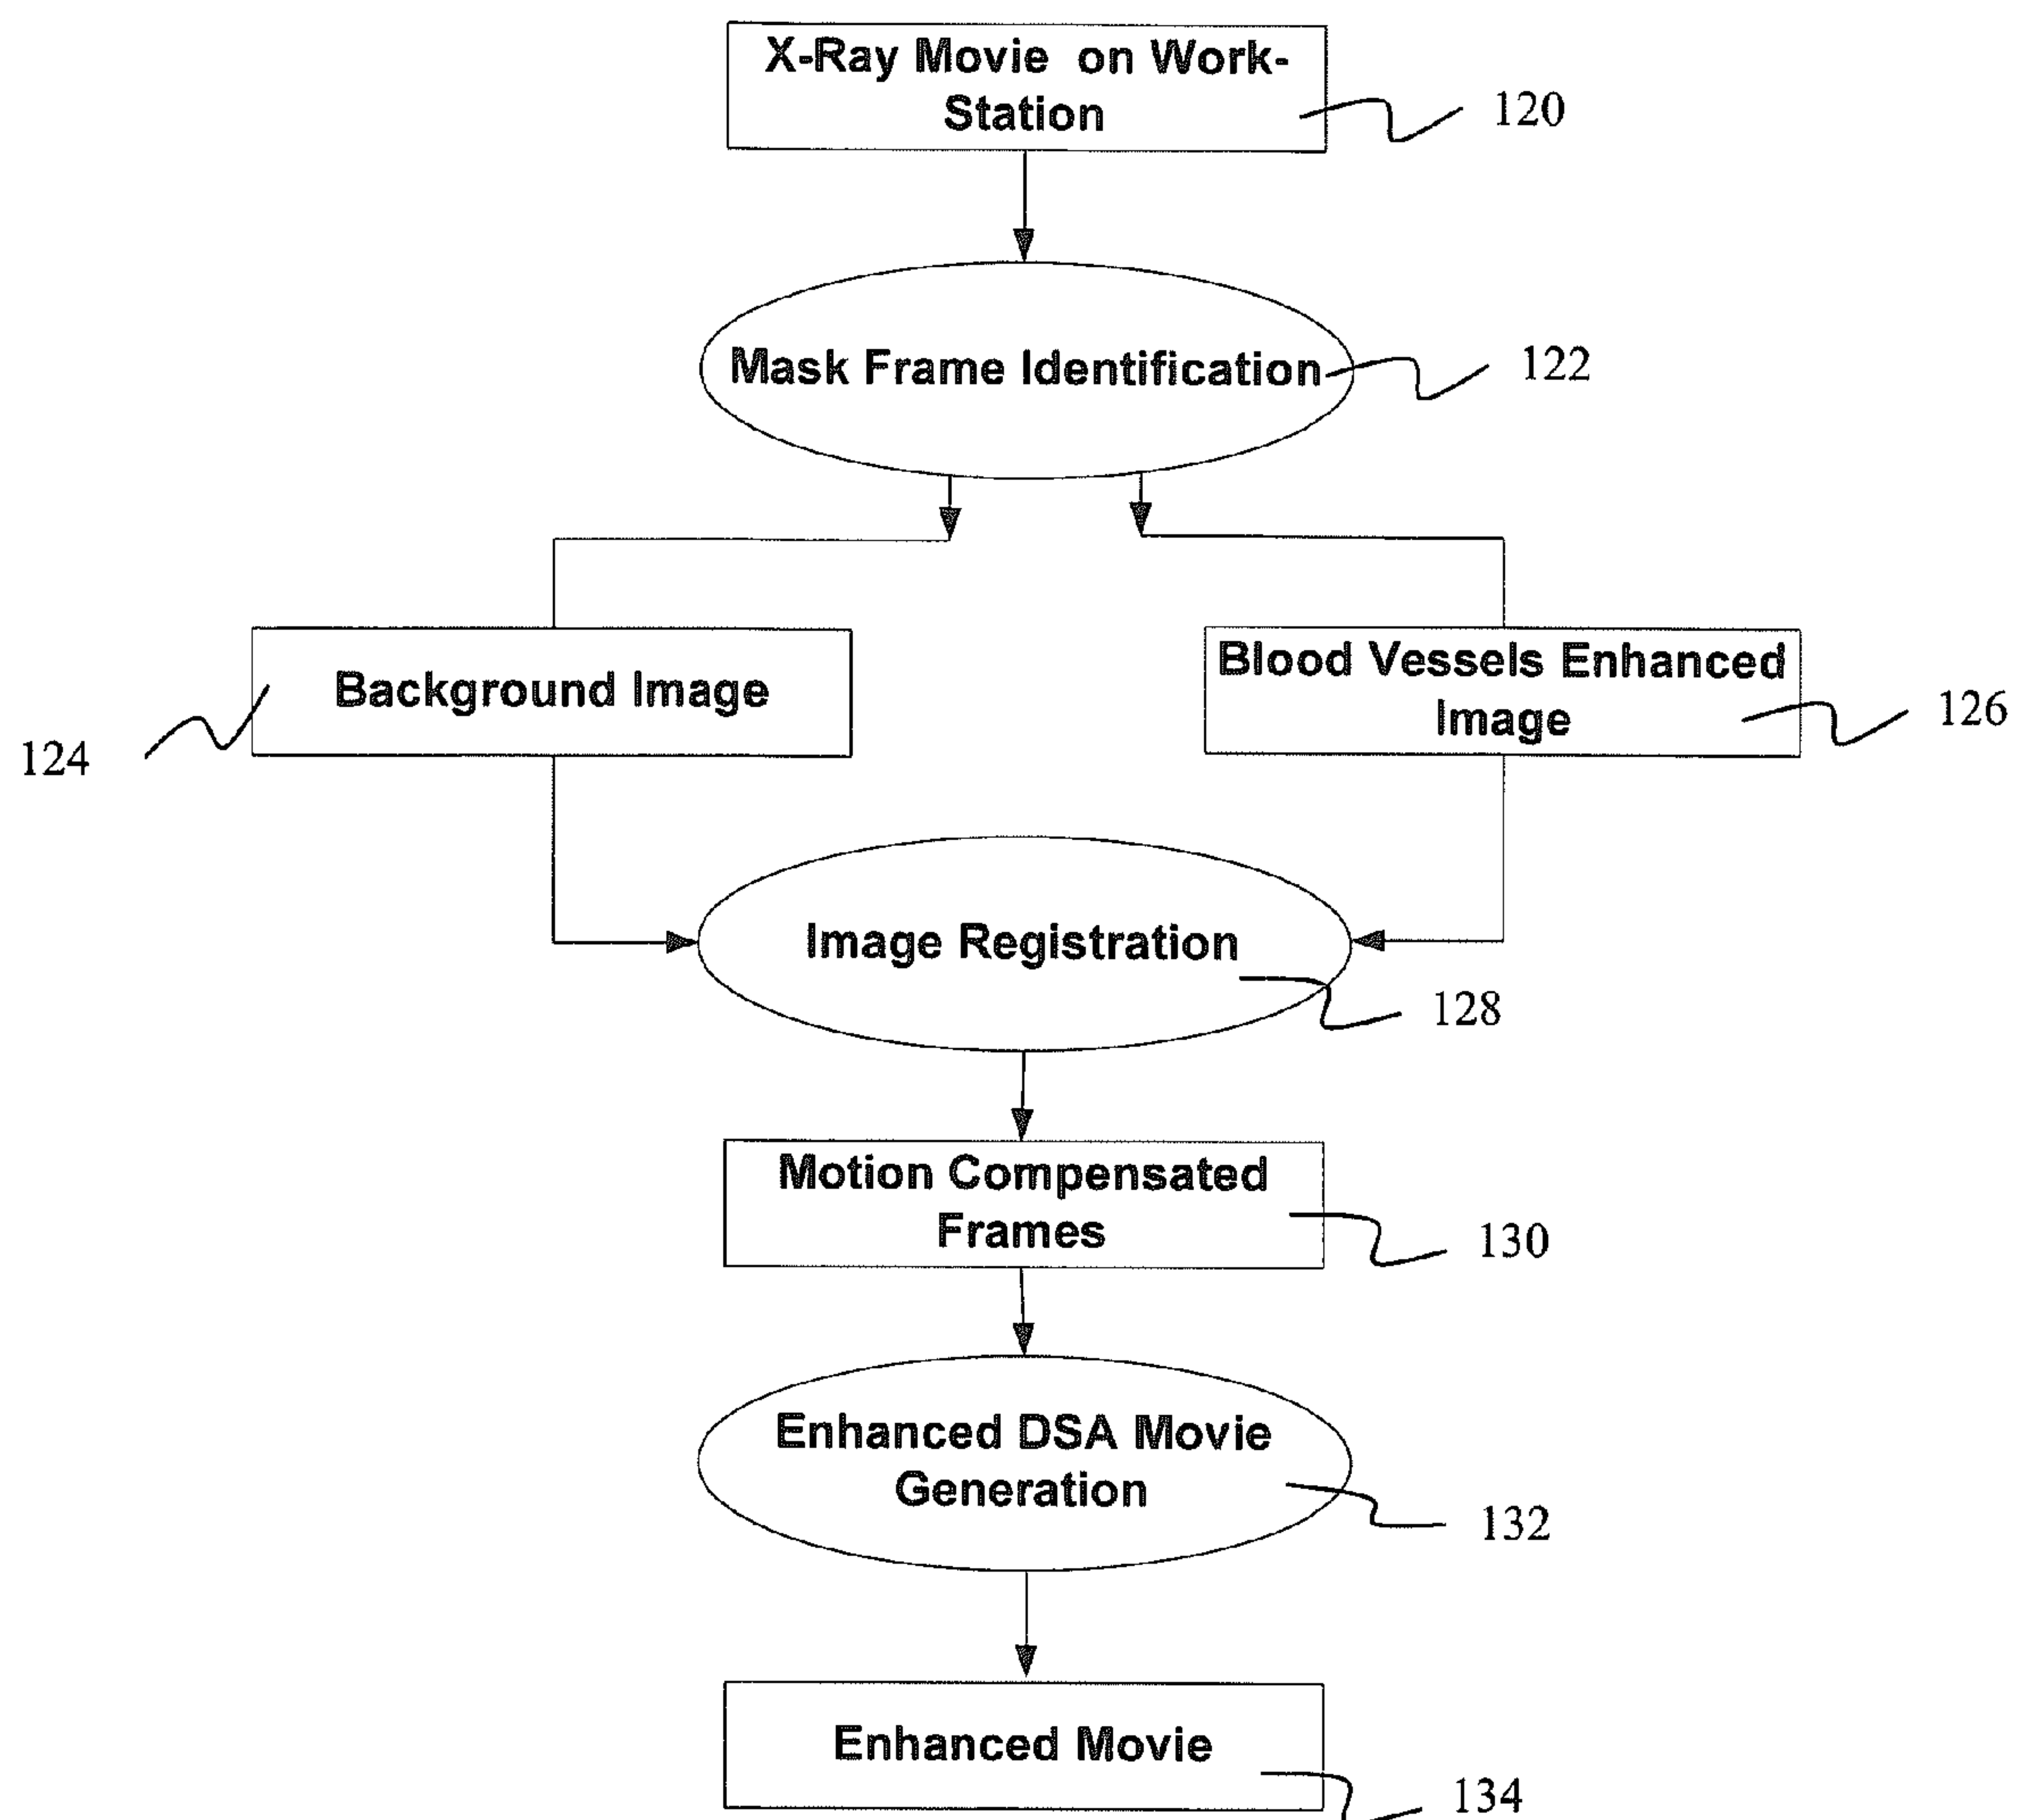 X-Ray Movie on Work-
Station
120
Mask Frame Identification
122
Background Image
124
Blood Vessels Enhanced
Image
126
Image Registration
128
Motion Compensated
Frames
130
Enhanced DSA Movie
Generation
132
Enhanced Movie
134